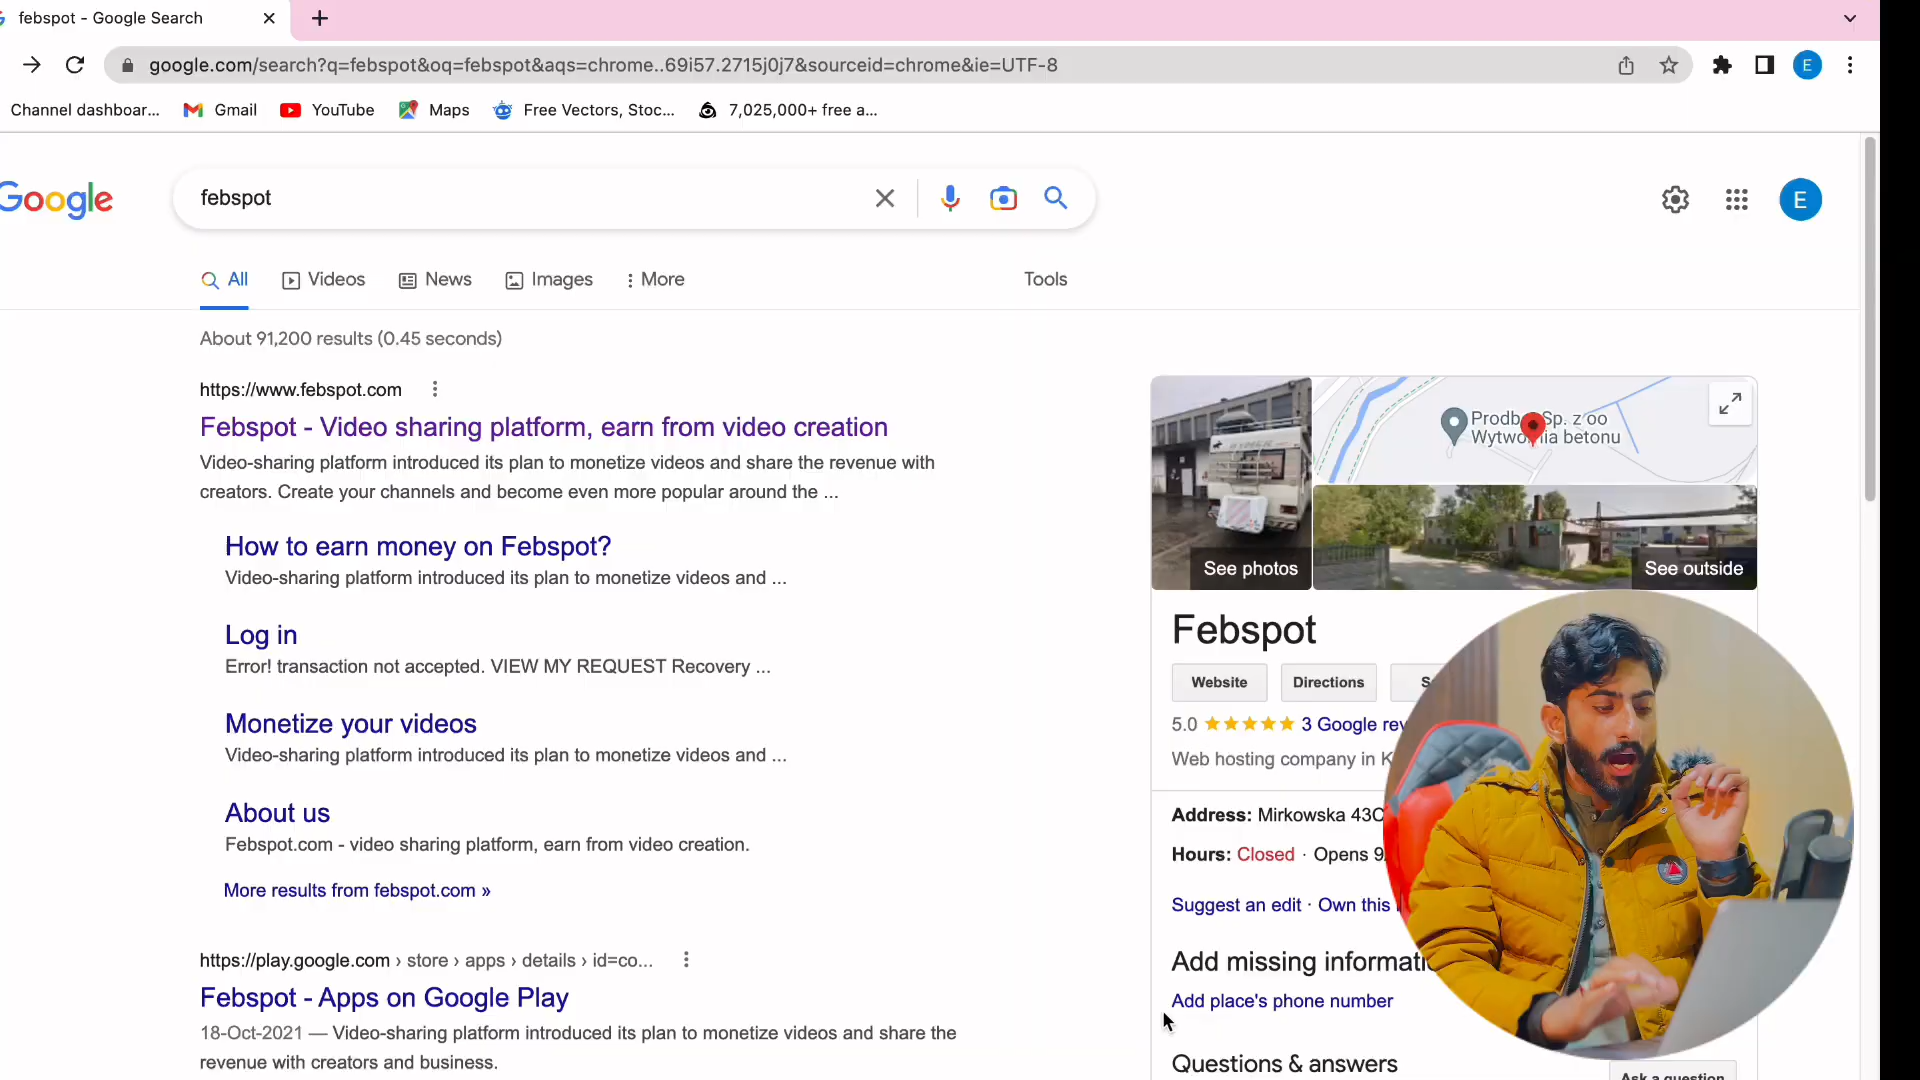 febspot - Google Search
google.com/search?q=febspot&oq=febspot&aqs=chrome..69i57.2715j0j7&sourceid=chrome&ie=UTF-8
E
Channel dashboar...
Gmail
YouTube
Maps
Free Vectors, Stoc...
7,025,000+ free a...
Google
febspot
E
All
Videos
News
Images
More
Tools
About 91,200 results (0.45 seconds)
https://www.febspot.com
Febspot - Video sharing platform, earn from video creation
Video-sharing platform introduced its plan to monetize videos and share the revenue with
creators. Create your channels and become even more popular around the ...
How to earn money on Febspot?
Video-sharing platform introduced its plan to monetize videos and ...
Log in
Error! transaction not accepted. VIEW MY REQUEST Recovery ...
Monetize your videos
Video-sharing platform introduced its plan to monetize videos and ...
About us
Febspot.com - video sharing platform, earn from video creation.
More results from febspot.com »
https://play.google.com › store › apps › details › id=co...
Febspot - Apps on Google Play
18-Oct-2021 — Video-sharing platform introduced its plan to monetize videos and share the
revenue with creators and business.
Sp. z oo
betonu
See photos
See outside
Febspot
Website
Directions
5.0
3 Google
Web hosting company in
Address: Mirkowska 43C
Hours: Closed · Opens
Suggest an edit · Own this
Add missing
Add place's phone number
Questions & answers
Ask a question